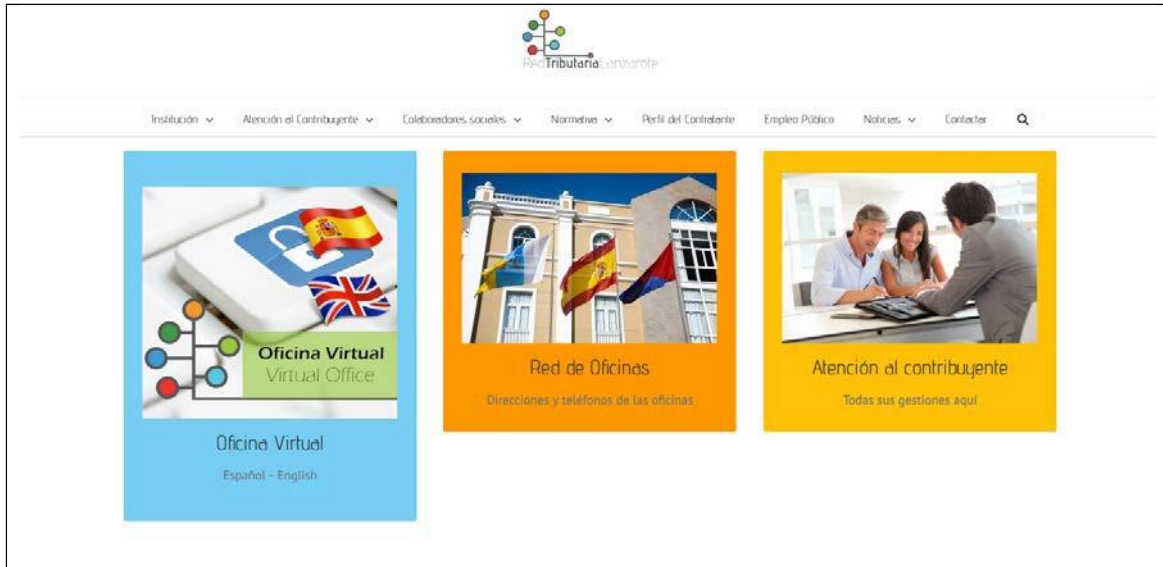 RedTributariaLanzarote
Institución Atención al Contribuyente Colaboradores sociales Normativa Perfil del Contratante Empleo Público Noticias Contactar
Oficina Virtual
Virtual Office
Oficina Virtual
Español - English
Red de Oficinas
Direcciones y teléfonos de las oficinas
Atención al contribuyente
Todas sus gestiones aquí